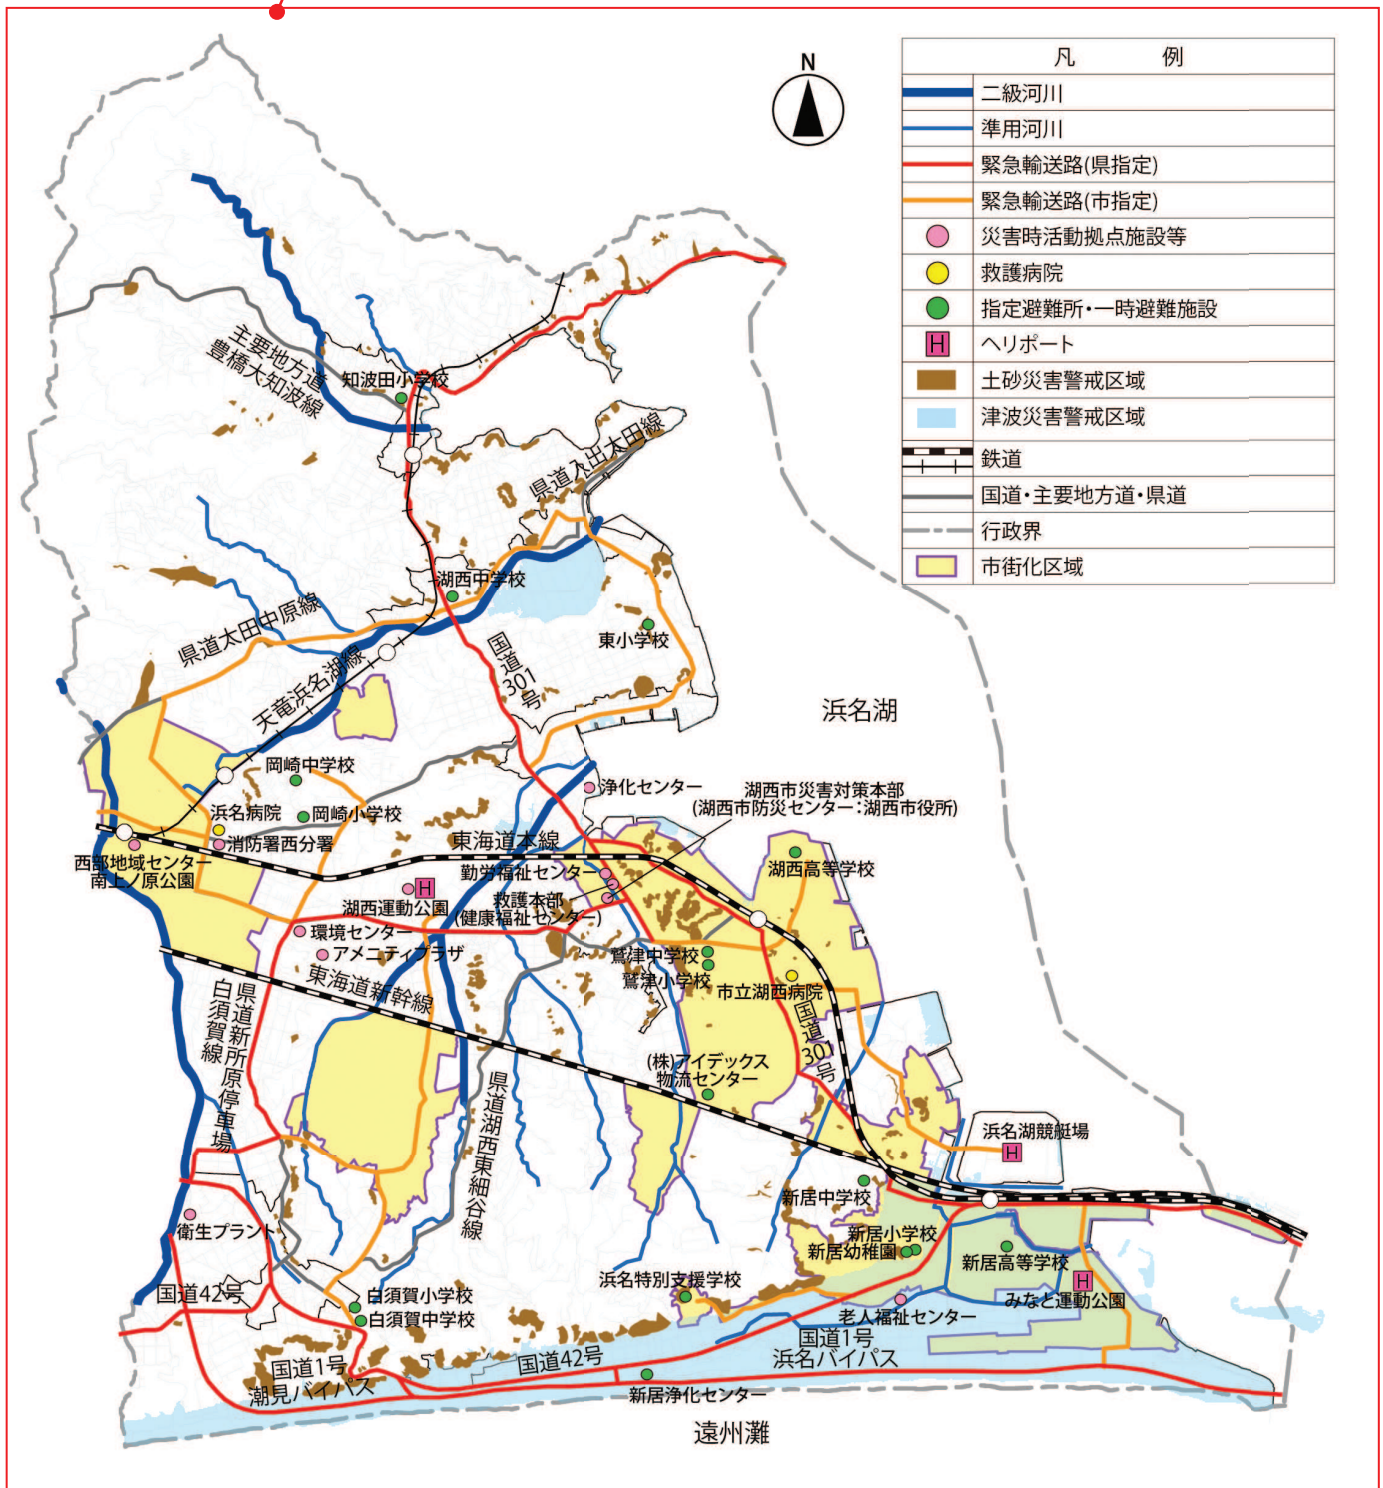 N
凡 例
二級河川
準用河川
緊急輸送路(県指定)
緊急輸送路(市指定)
災害時活動拠点施設等
救護病院
指定避難所・一時避難施設
H
ヘリポート
土砂災害警戒区域
津波災害警戒区域
鉄道
国道・主要地方道・県道
行政界
市街化区域
主要地方道
豊橋大知波線
知波田小学校
県道入出太田線
湖西中学校
県道太田中原線
東小学校
国道301号
天竜浜名湖線
浜名湖
岡崎中学校
浄化センター
湖西市災害対策本部
(湖西市防災センター:湖西市役所)
浜名病院
岡崎小学校
消防署西分署
東海道本線
西部地域センター
南上ノ原公園
勤労福祉センター
湖西高等学校
H
湖西運動公園
救護本部
(健康福祉センター)
環境センター
アメニティプラザ
鷲津中学校
鷲津小学校
東海道新幹線
市立湖西病院
国道301号
県道新所原停車場
白須賀線
(株)アイデックス
物流センター
県道湖西東細谷線
浜名湖競艇場
H
新居中学校
衛生プラント
新居小学校
新居幼稚園
新居高等学校
浜名特別支援学校
H
みなと運動公園
国道42号
白須賀小学校
白須賀中学校
老人福祉センター
国道1号
浜名バイパス
国道42号
国道1号
潮見バイパス
新居浄化センター
遠州灘